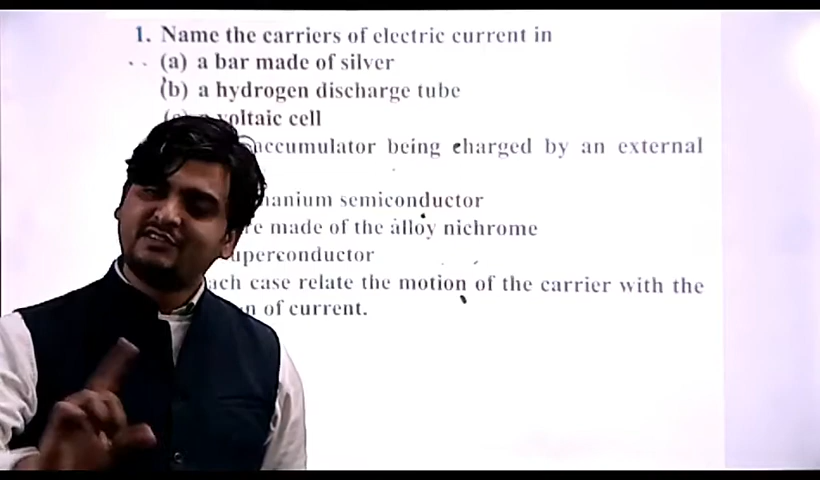 1. Name the carriers of electric current in
(a) a bar made of silver
(b) a hydrogen discharge tube
voltaic cell
accumulator being charged by an external
semiconductor
made of the alloy nichrome
case relate the motion of the carrier with the
of current.